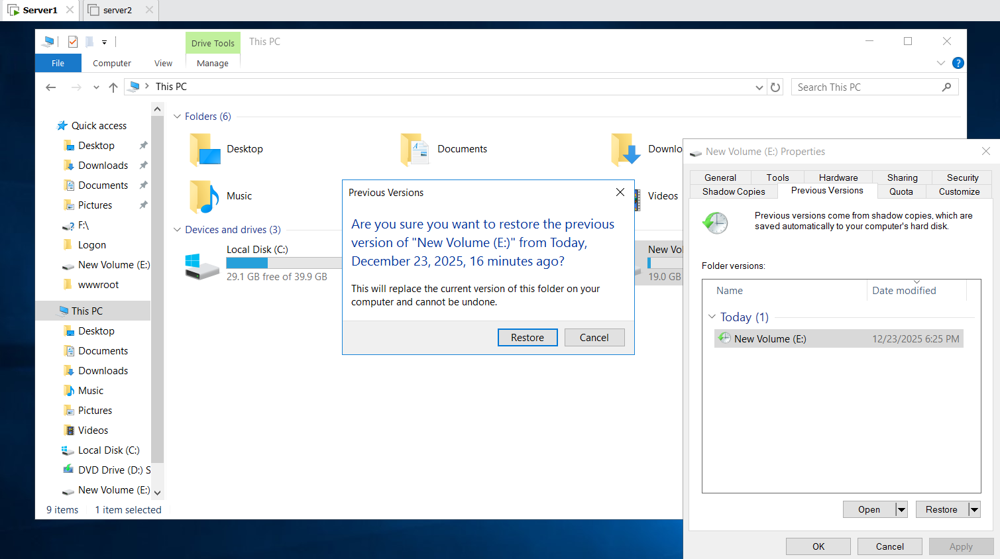 Server1
server2
Drive Tools
This PC
File
Computer
View
Manage
?
This PC
Search This PC
Quick access
Desktop
Downloads
Documents
Pictures
F:\
Logon
New Volume (E:)
wwwroot
This PC
Desktop
Documents
Downloads
Music
Pictures
Videos
Local Disk (C:)
DVD Drive (D:) S
New Volume (E:)
9 items
1 item selected
Folders (6)
Desktop
Documents
Downlo
Music
Videos
Devices and drives (3)
Local Disk (C:)
29.1 GB free of 39.9 GB
New Vol
19.0 GB
Previous Versions
Are you sure you want to restore the previous
version of "New Volume (E:)" from Today,
December 23, 2025, 16 minutes ago?
This will replace the current version of this folder on your
computer and cannot be undone.
Restore
Cancel
New Volume (E:) Properties
General
Tools
Hardware
Sharing
Security
Shadow Copies
Previous Versions
Quota
Customize
Previous versions come from shadow copies, which are
saved automatically to your computer's hard disk.
Folder versions:
Name
Date modified
Today (1)
New Volume (E:)
12/23/2025 6:25 PM
Open
Restore
OK
Cancel
Apply